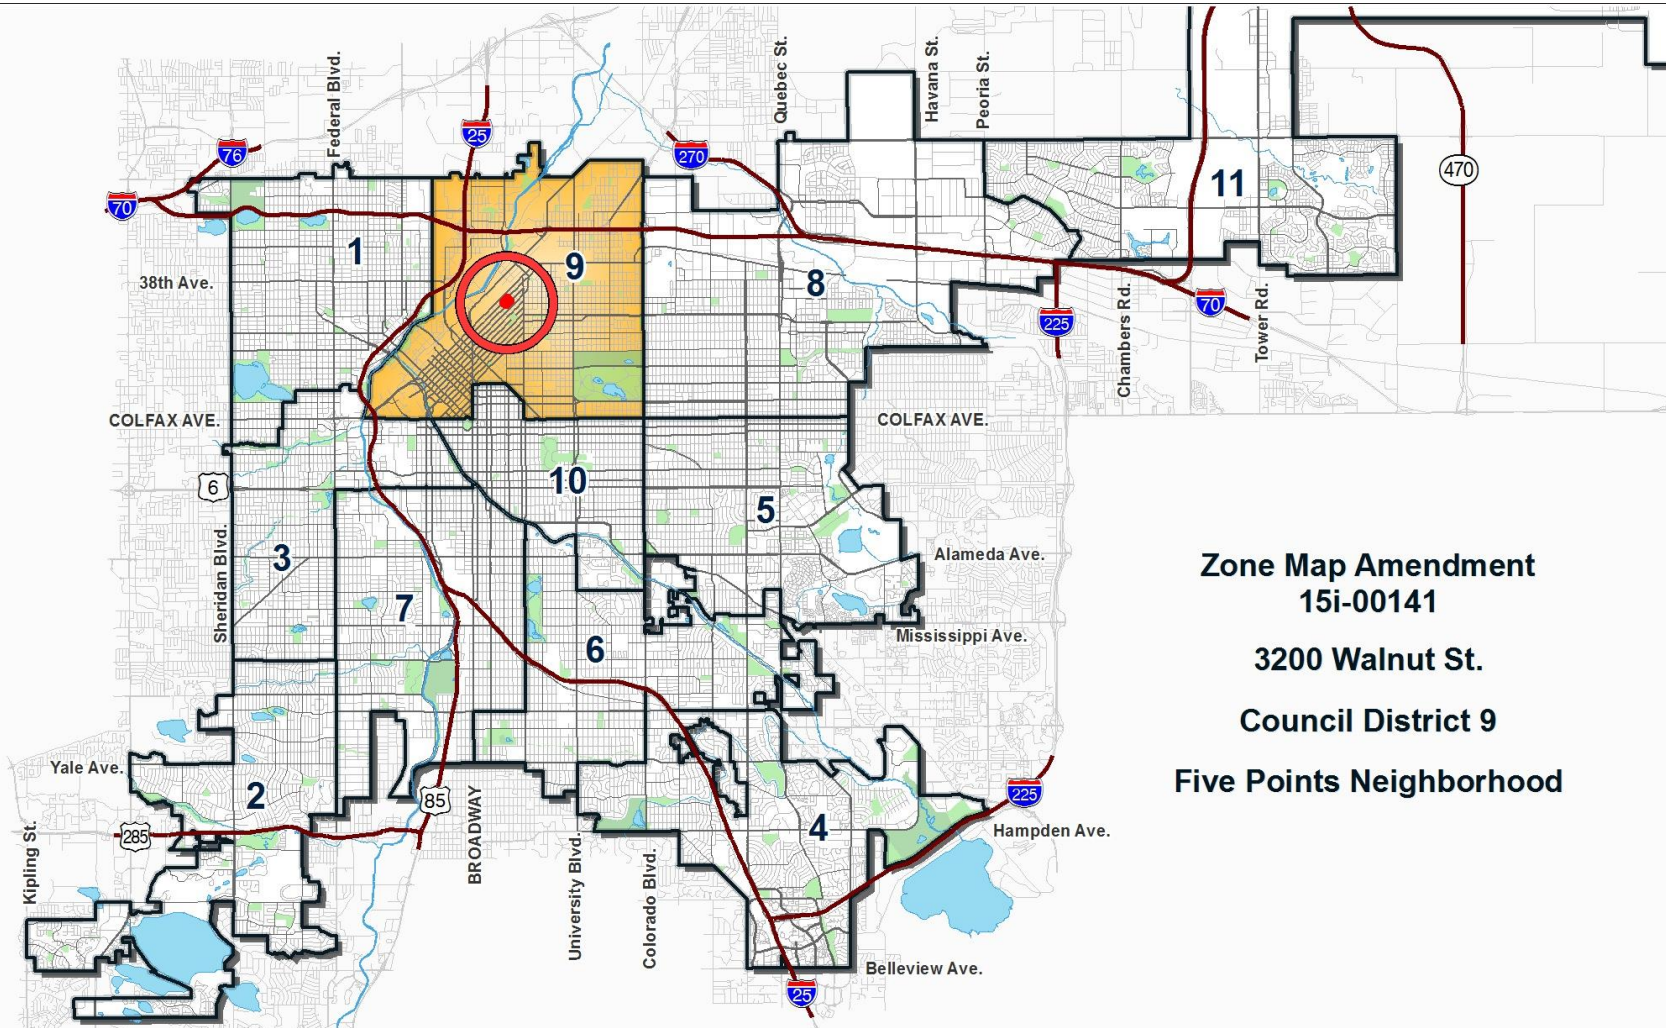 Federal Blvd.
Quebec St.
Havana St.
Peoria St.
25
76
270
70
470
11
1
9
38th Ave.
8
225
70
Chambers Rd.
Tower Rd.
COLFAX AVE.
COLFAX AVE.
10
6
5
Sheridan Blvd.
3
Alameda Ave.
7
Mississippi Ave.
6
Zone Map Amendment
15i-00141
3200 Walnut St.
Council District 9
Five Points Neighborhood
Yale Ave.
2
85
225
285
BROADWAY
4
Hampden Ave.
Kipling St.
University Blvd.
Colorado Blvd.
Belleview Ave.
25